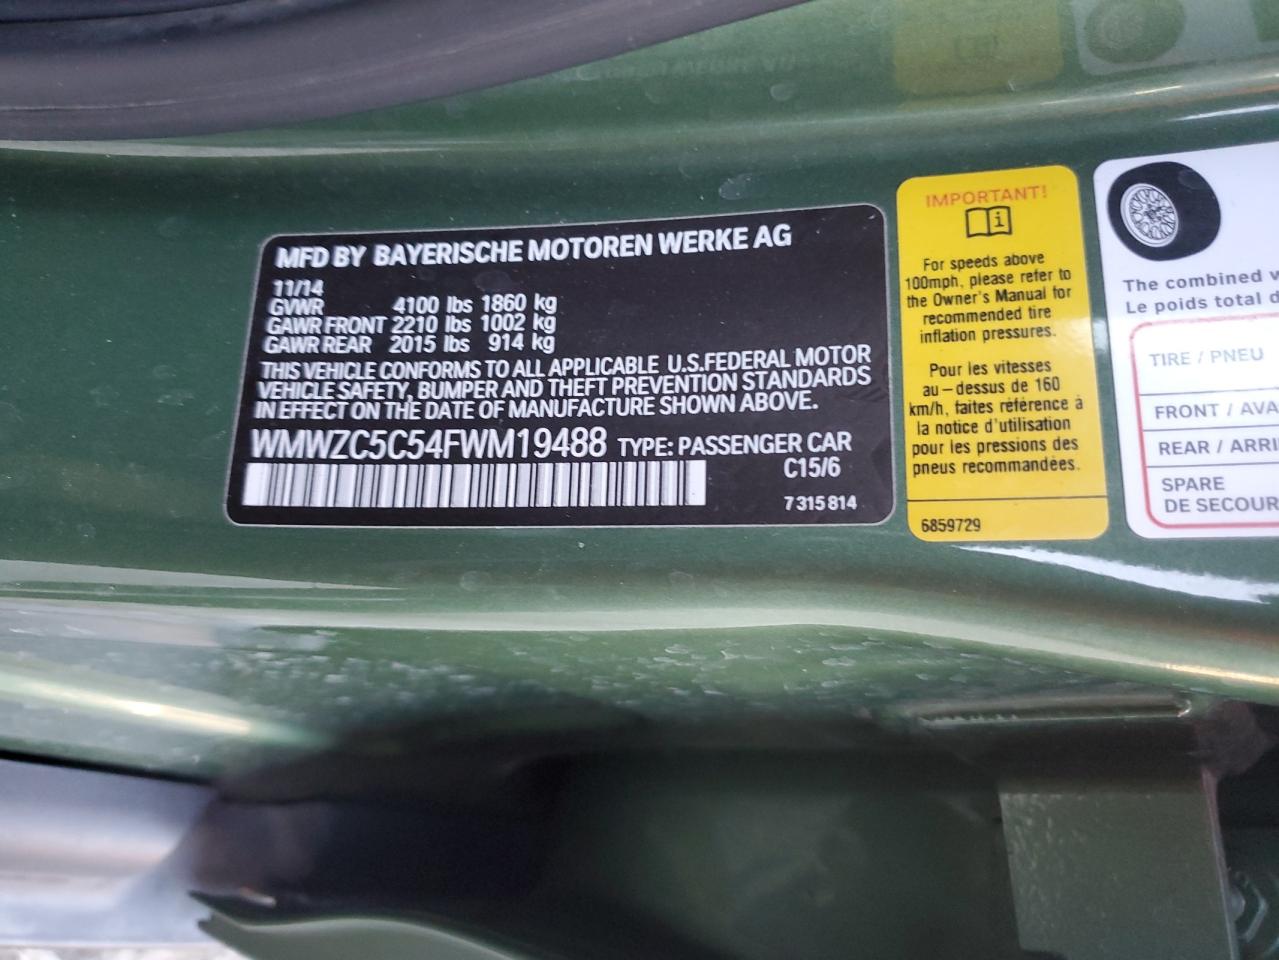 MFD BY BAYERISCHE MOTOREN WERKE AG
11/14
GVWR 4100 lbs 1860 kg
GAWR FRONT 2210 lbs 1002 kg
GAWR REAR 2015 lbs 914 kg
THIS VEHICLE CONFORMS TO ALL APPLICABLE U.S.FEDERAL MOTOR
VEHICLE SAFETY, BUMPER AND THEFT PREVENTION STANDARDS
IN EFFECT ON THE DATE OF MANUFACTURE SHOWN ABOVE.
WMWZC5C54FWM19488 TYPE: PASSENGER CAR
C15/6
7 315 814
IMPORTANT!
For speeds above
100mph, please refer to
the Owner's Manual for
recommended tire
inflation pressures.
Pour les vitesses
au – dessus de 160
km/h, faites référence à
la notice d'utilisation
pour les pressions des
pneus recommandées.
6859729
The combined
Le poids total
TIRE / PNEU
FRONT / AVA
REAR / ARRI
SPARE
DE SECOUR